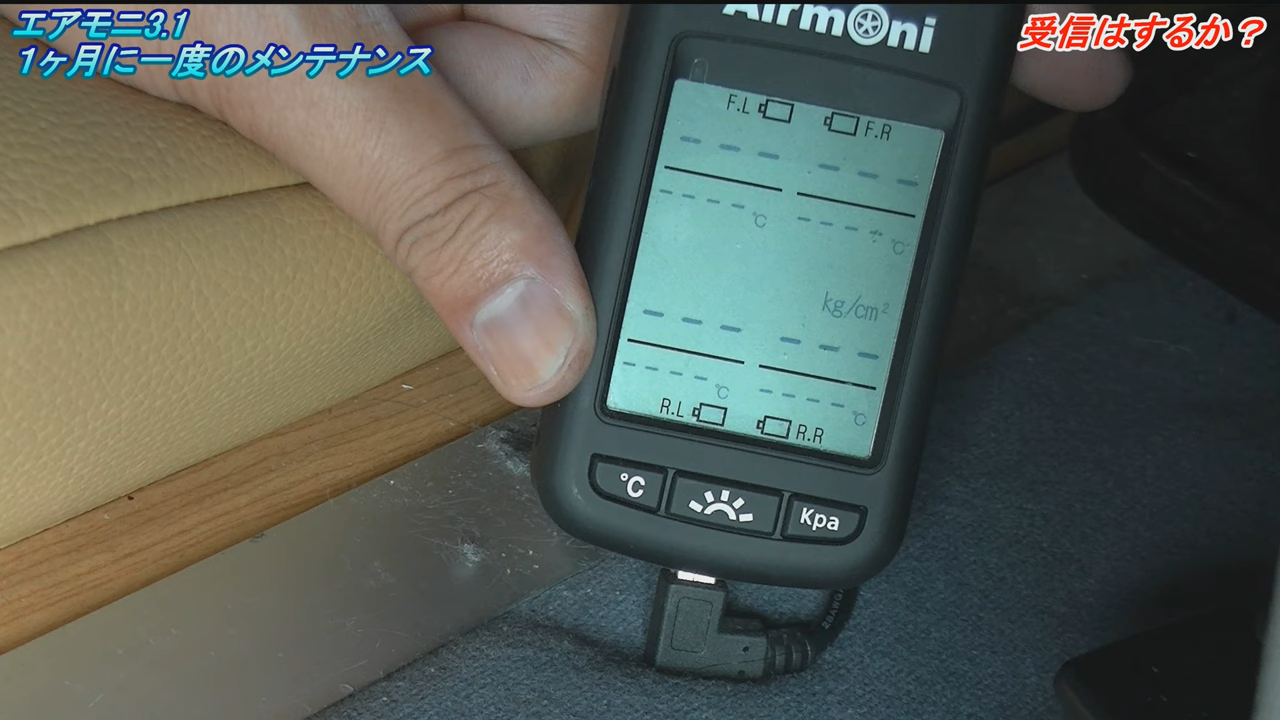 エアモニ3.1
1ヶ月に一度のメンテナンス
受信はするか？
AirmOni
F.L
F.R
- - - - - -
- - - - ℃ - - - - ℃
kg/cm²
- - - - - -
- - - - ℃ - - - - ℃
R.L
R.R
℃
Kpa